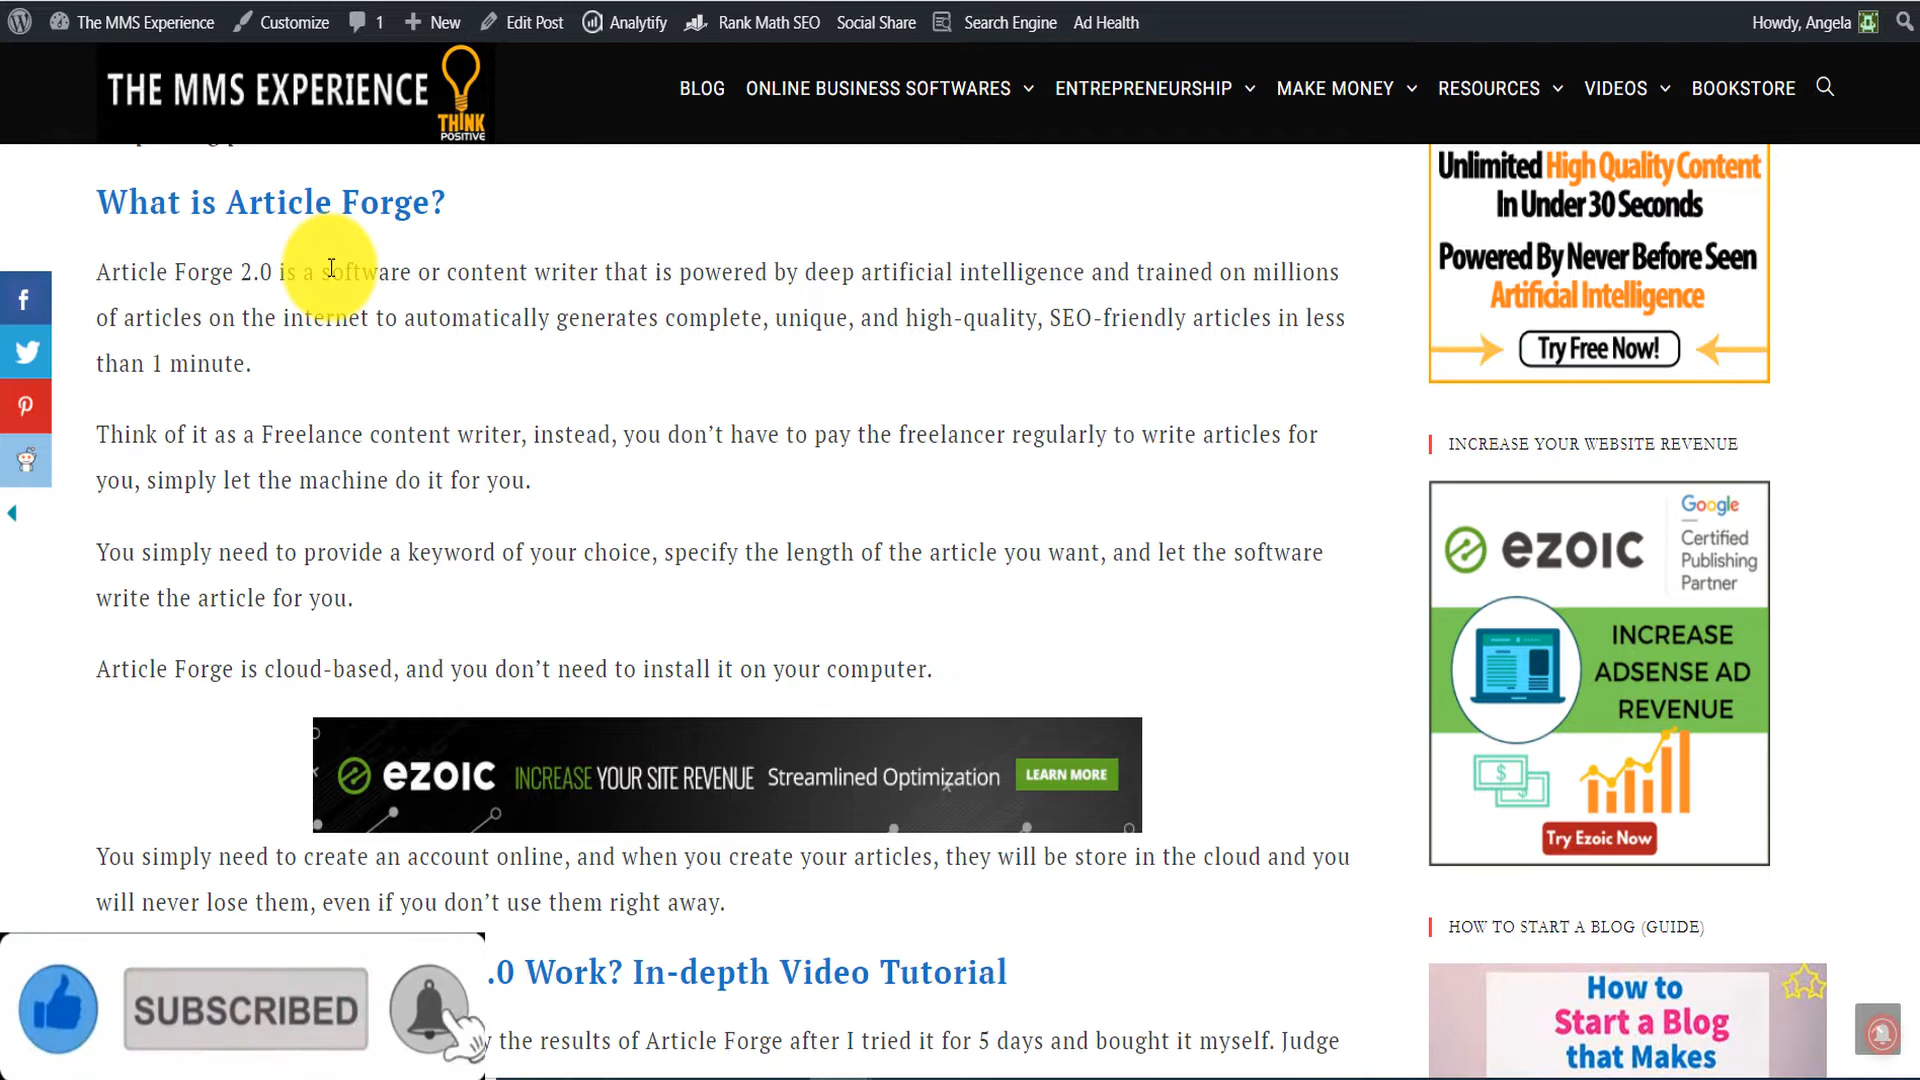 The MMS Experience
Customize
1
New
Edit Post
Analytify
Rank Math SEO
Social Share
Search Engine
Ad Health
Howdy, Angela
THE MMS EXPERIENCE
THINK
POSITIVE
BLOG
ONLINE BUSINESS SOFTWARES
ENTREPRENEURSHIP
MAKE MONEY
RESOURCES
VIDEOS
BOOKSTORE
What is Article Forge?
Article Forge 2.0 is a software or content writer that is powered by deep artificial intelligence and trained on millions
of articles on the internet to automatically generates complete, unique, and high-quality, SEO-friendly articles in less
than 1 minute.
Think of it as a Freelance content writer, instead, you don’t have to pay the freelancer regularly to write articles for
you, simply let the machine do it for you.
You simply need to provide a keyword of your choice, specify the length of the article you want, and let the software
write the article for you.
Article Forge is cloud-based, and you don’t need to install it on your computer.
ezoic INCREASE YOUR SITE REVENUE Streamlined Optimization LEARN MORE
You simply need to create an account online, and when you create your articles, they will be store in the cloud and you
will never lose them, even if you don’t use them right away.
.0 Work? In-depth Video Tutorial
the results of Article Forge after I tried it for 5 days and bought it myself. Judge
SUBSCRIBED
Unlimited High Quality Content
In Under 30 Seconds
Powered By Never Before Seen
Artificial Intelligence
Try Free Now!
INCREASE YOUR WEBSITE REVENUE
ezoic
Google
Certified
Publishing
Partner
INCREASE
ADSENSE AD
REVENUE
Try Ezoic Now
HOW TO START A BLOG (GUIDE)
How to
Start a Blog
that Makes